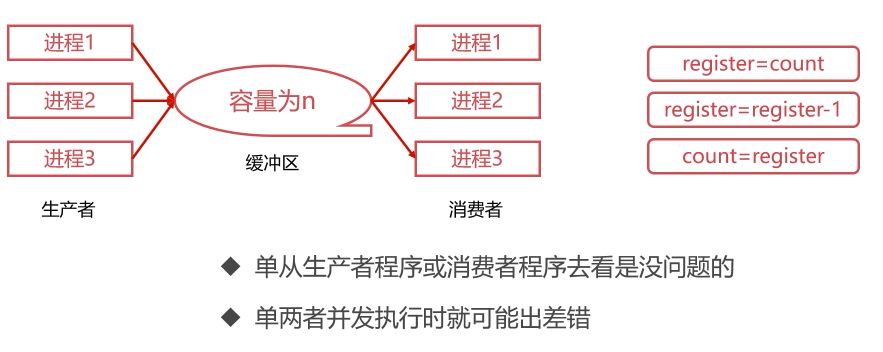 进程1
进程2
进程3
生产者
容量为n
缓冲区
进程1
进程2
进程3
消费者
register=count
register=register-1
count=register
◆ 单从生产者程序或消费者程序去看是没问题的
◆ 单两者并发执行时就可能出差错